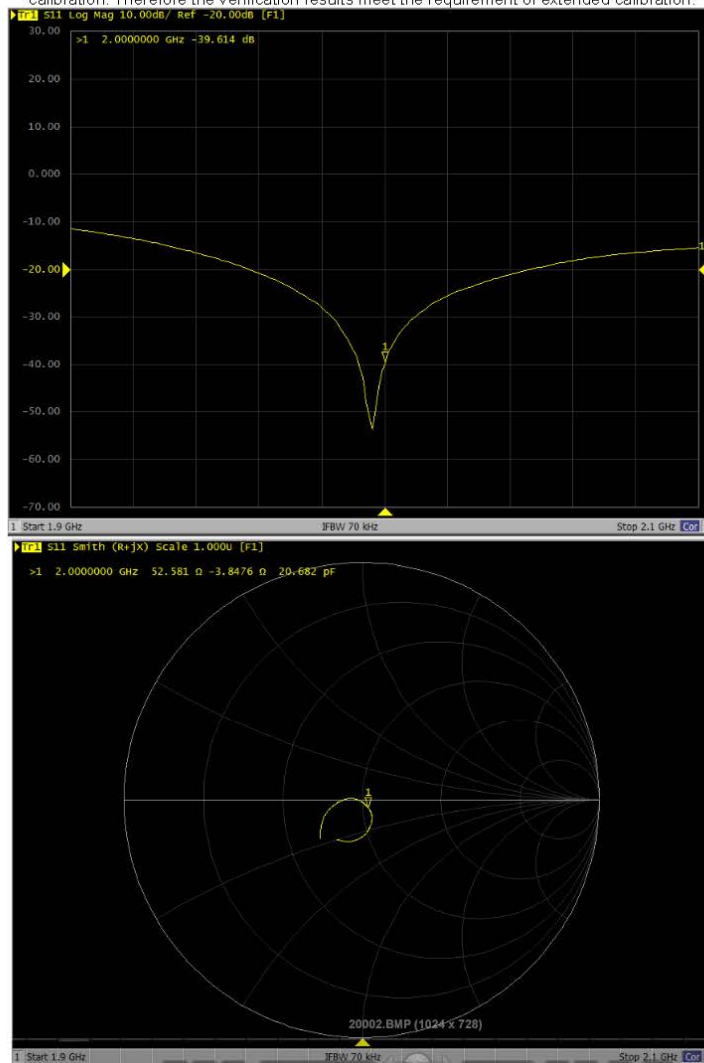 calibration. Therefore the verification results meet the requirement of extended calibration.
Tr1 S11 Log Mag 10.00dB/ Ref -20.00dB [F1]
>1 2.0000000 GHz -39.614 dB
30.00
20.00
10.00
0.000
-10.00
-20.00
-30.00
-40.00
-50.00
-60.00
-70.00
1
1
1 Start 1.9 GHz IFBW 70 kHz Stop 2.1 GHz Cor
Tr1 S11 Smith (R+jX) Scale 1.000U [F1]
>1 2.0000000 GHz 52.581 Ω -3.8476 Ω 20.682 pF
1
20002.BMP (1024 x 728)
1 Start 1.9 GHz IFBW 70 kHz Stop 2.1 GHz Cor